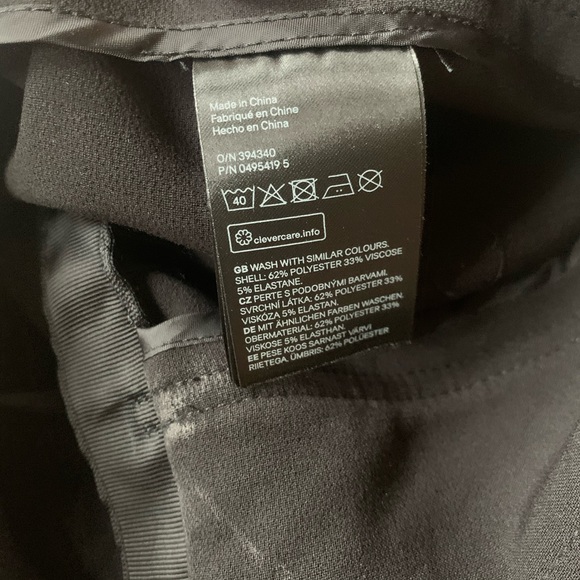 Made in China
Fabriqué en Chine
Hecho en China
O/N 394340
P/N 0495419 5
40
clevercare.info
GB WASH WITH SIMILAR COLOURS.
SHELL: 62% POLYESTER 33% VISCOSE
5% ELASTANE.
CZ PERTE S PODOBNÝMI BARVAMI.
SVRCHNÍ LÁTKA: 62% POLYESTER 33%
VISKÓZA 5% ELASTAN.
DE MIT ÄHNLICHEN FARBEN WASCHEN.
OBERMATERIAL: 62% POLYESTER 33%
VISKOSE 5% ELASTHAN.
EE PESE KOOS SARNAST VÄRVI
RIIETEGA, ÜMBRIS: 62% POLÜESTER